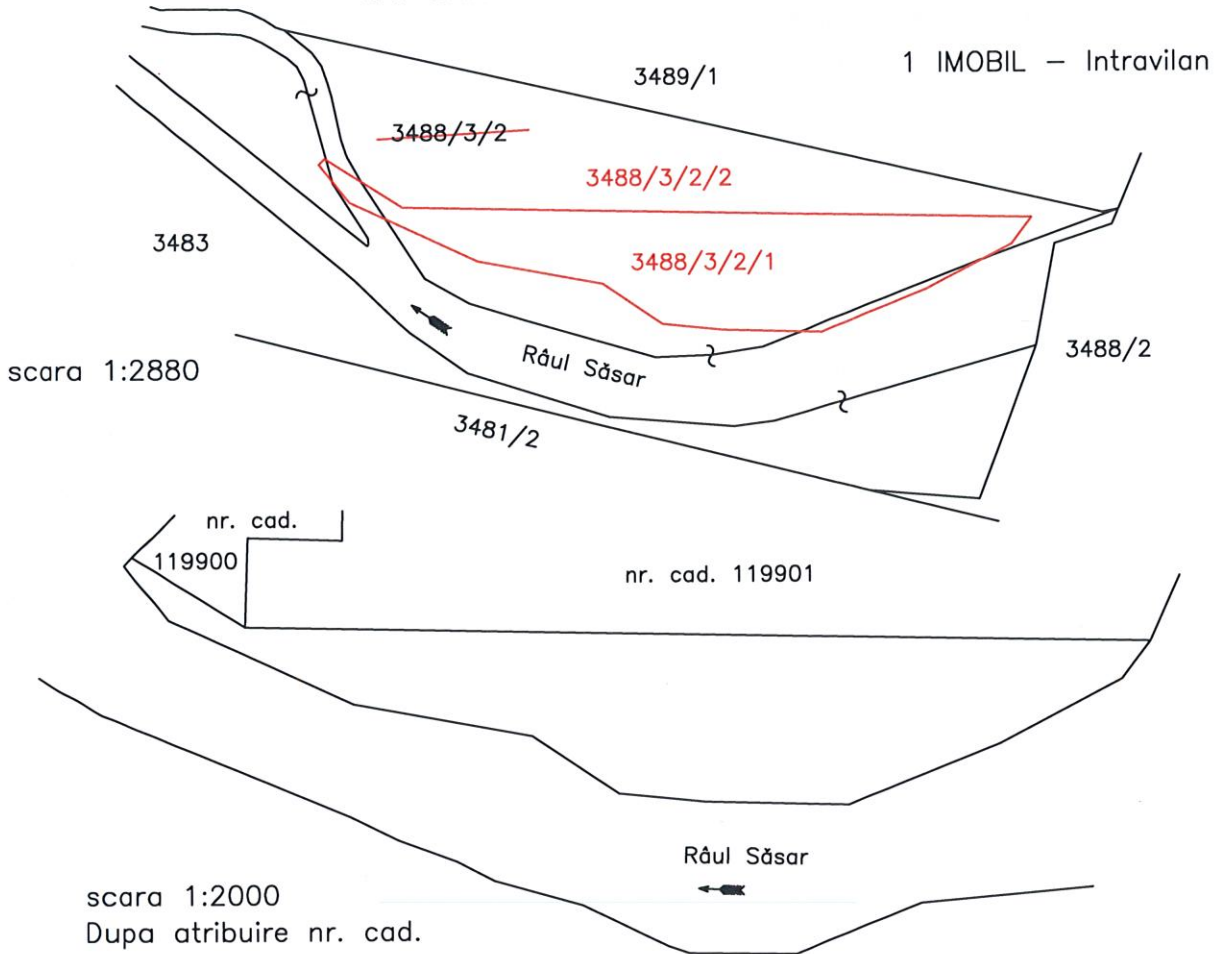 1 IMOBIL – Intravilan
3489/1
3488/3/2
3488/3/2/2
3483
3488/3/2/1
Râul Săsar
3488/2
scara 1:2880
3481/2
nr. cad.
119900
nr. cad. 119901
Râul Săsar
scara 1:2000
Dupa atribuire nr. cad.